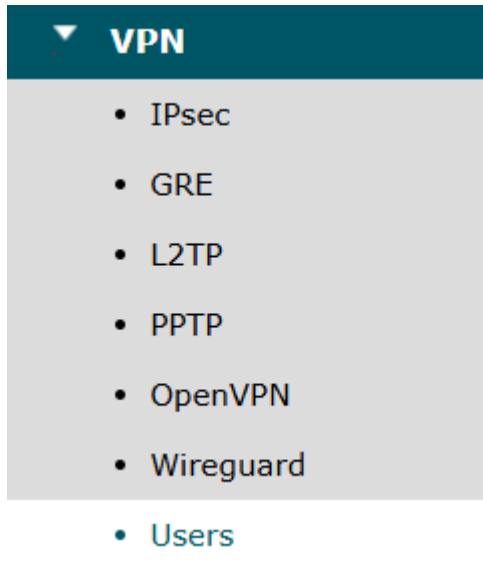 VPN
IPsec
GRE
L2TP
PPTP
OpenVPN
Wireguard
Users